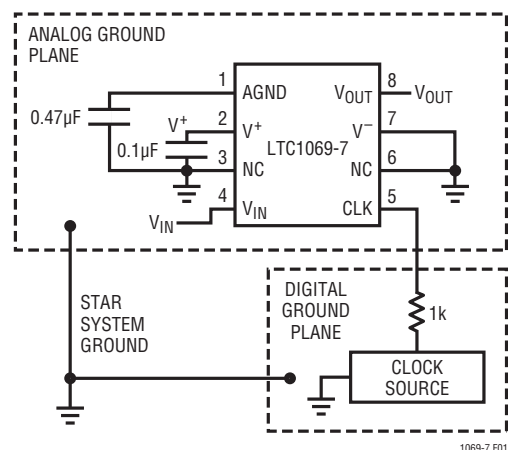 ANALOG GROUND
PLANE
1
AGND
8
VOUT
VOUT
0.47µF
V+
2
V+
7
V−
0.1µF
LTC1069-7
3
NC
6
NC
4
VIN
VIN
5
CLK
STAR
SYSTEM
GROUND
DIGITAL
GROUND
PLANE
1k
CLOCK
SOURCE
1069-7 F01